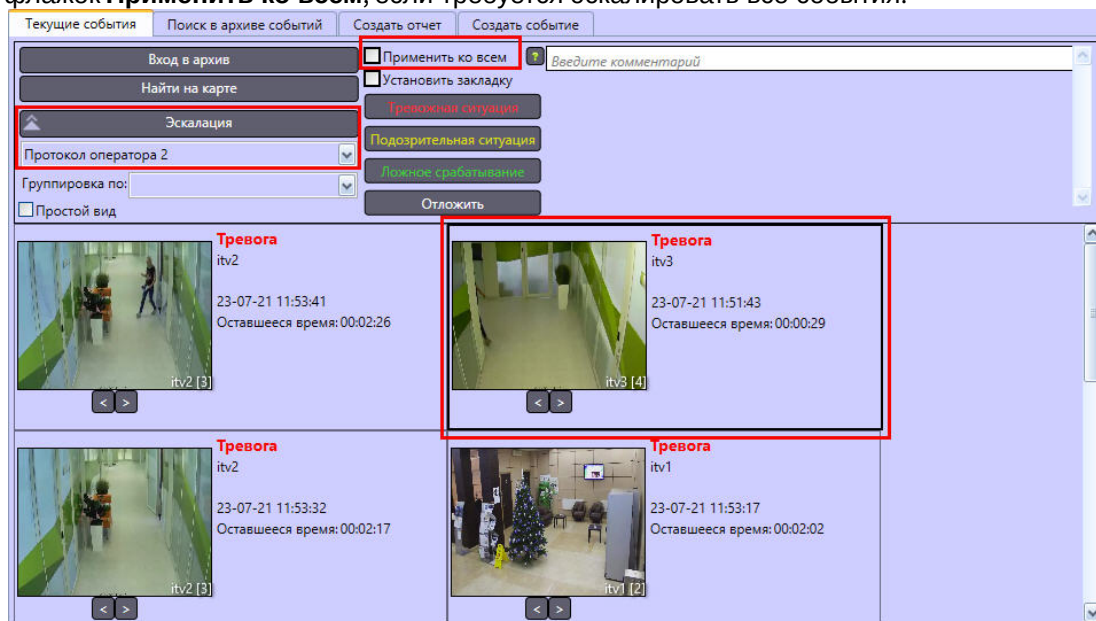 флажок Применить ко всем, если требуется эскалировать все события.
Текущие события Поиск в архиве событий Создать отчет Создать событие
Вход в архив
Применить ко всем
?
Введите комментарий
Найти на карте
Установить закладку
Тревожная ситуация
Эскалация
Подозрительная ситуация
Протокол оператора 2
Ложное срабатывание
Группировка по:
Простой вид
Отложить
Тревога
itv2
23-07-21 11:53:41
Оставшееся время: 00:02:26
itv2 [3]
< >
Тревога
itv3
23-07-21 11:51:43
Оставшееся время: 00:00:29
itv3 [4]
< >
Тревога
itv2
23-07-21 11:53:32
Оставшееся время: 00:02:17
itv2 [3]
< >
Тревога
itv1
23-07-21 11:53:17
Оставшееся время: 00:02:02
itv1 [2]
< >